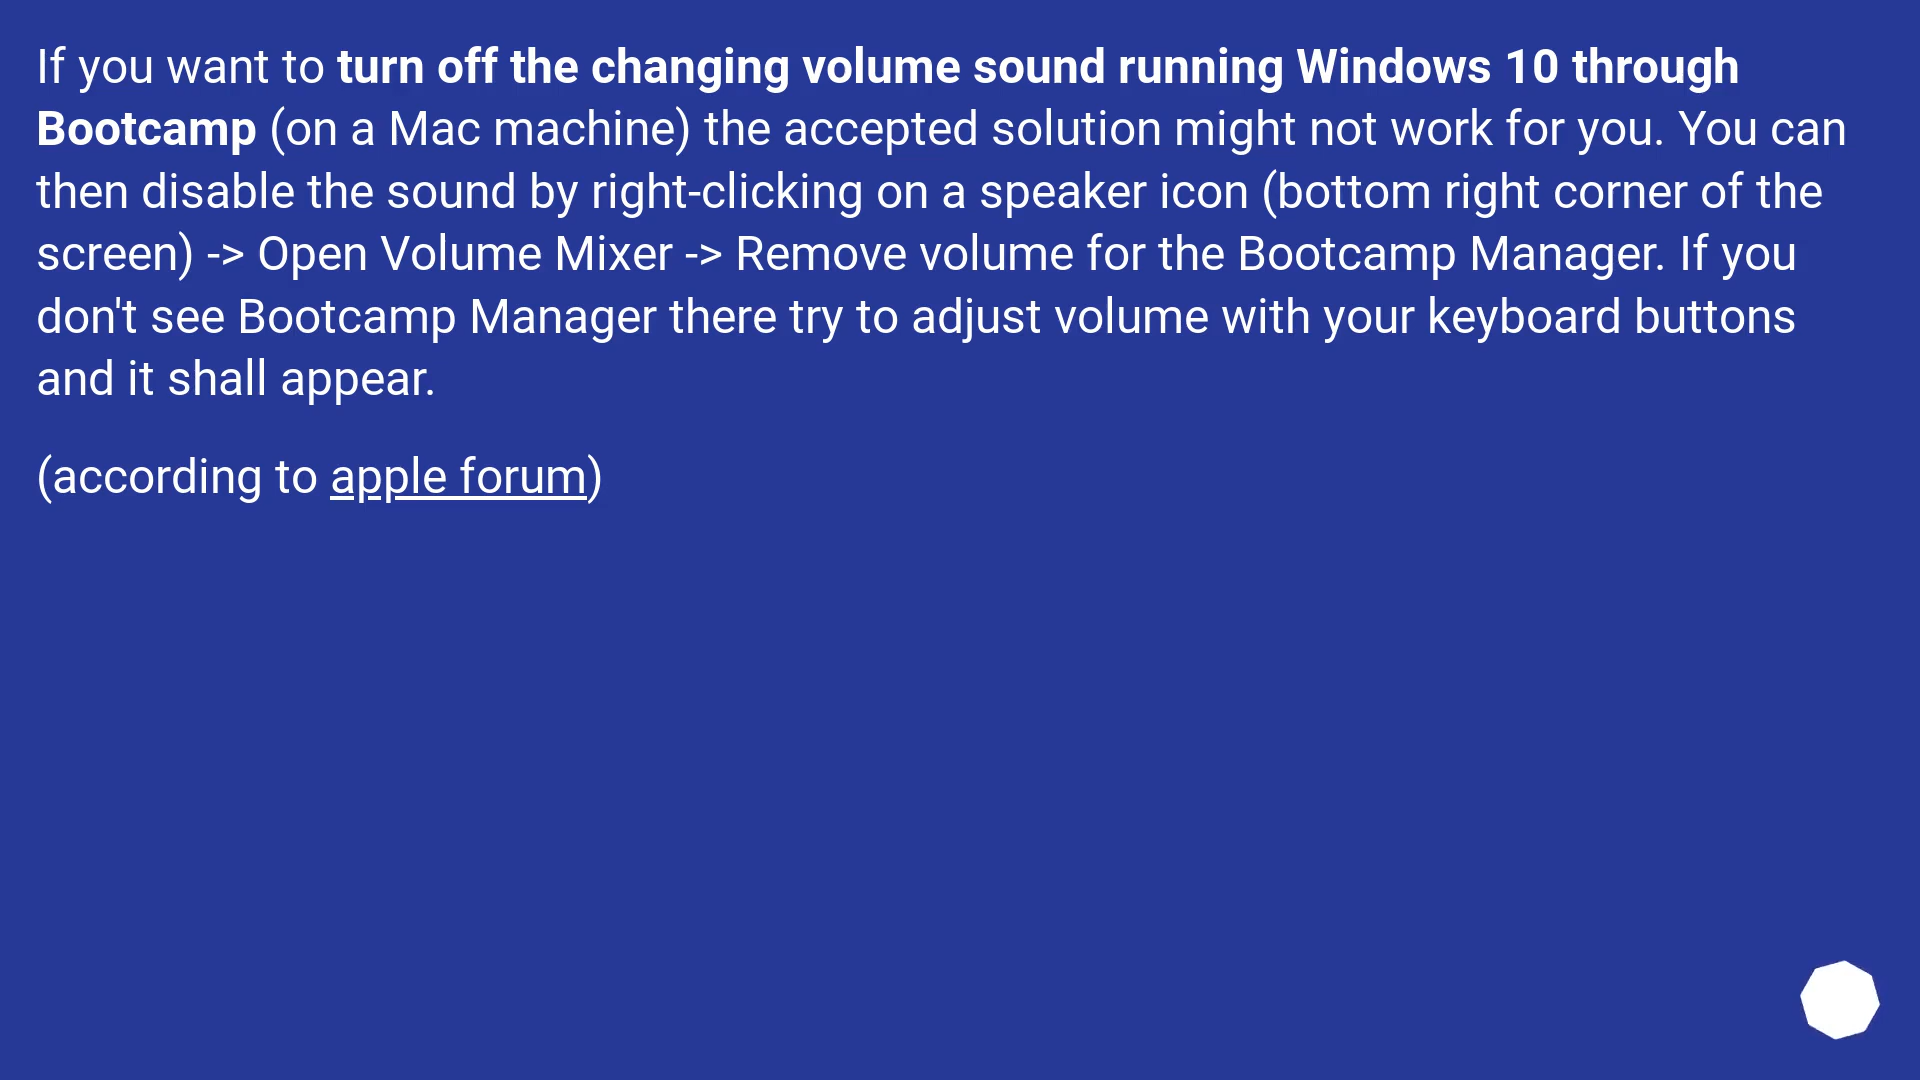 If you want to turn off the changing volume sound running Windows 10 through
Bootcamp (on a Mac machine) the accepted solution might not work for you. You can
then disable the sound by right-clicking on a speaker icon (bottom right corner of the
screen) -> Open Volume Mixer -> Remove volume for the Bootcamp Manager. If you
don't see Bootcamp Manager there try to adjust volume with your keyboard buttons
and it shall appear.
(according to apple forum)